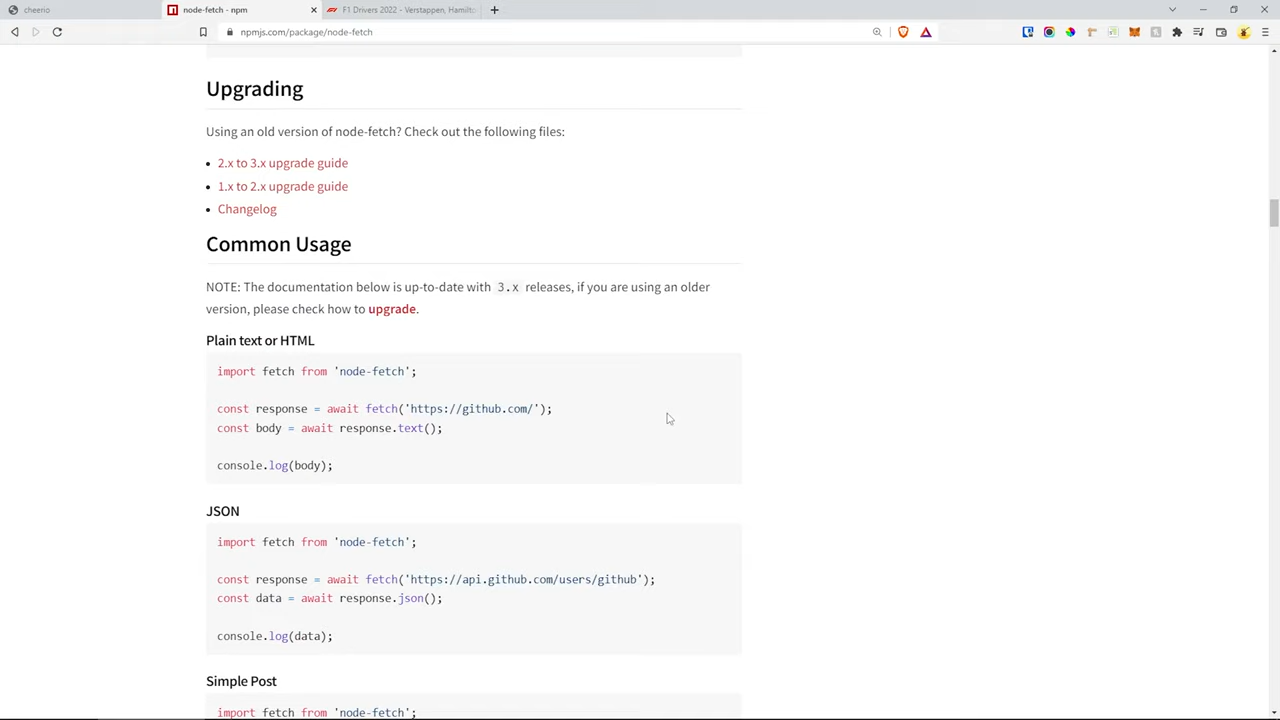 cheerio
node-fetch - npm
F1 Drivers 2022 - Verstappen, Hamilt
npmjs.com/package/node-fetch
Upgrading
Using an old version of node-fetch? Check out the following files:
2.x to 3.x upgrade guide
1.x to 2.x upgrade guide
Changelog
Common Usage
NOTE: The documentation below is up-to-date with 3.x releases, if you are using an older
version, please check how to upgrade.
Plain text or HTML
import fetch from 'node-fetch';
const response = await fetch('https://github.com/');
const body = await response.text();
console.log(body);
JSON
import fetch from 'node-fetch';
const response = await fetch('https://api.github.com/users/github');
const data = await response.json();
console.log(data);
Simple Post
import fetch from 'node-fetch';